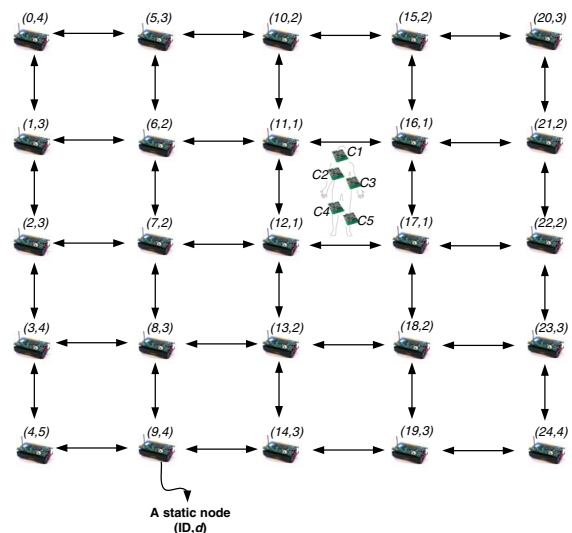 (0,4) (5,3) (10,2) (15,2) (20,3)
(1,3) (6,2) (11,1) (16,1) (21,2)
C1
C2
C3
C4
C5
(2,3) (7,2) (12,1) (17,1) (22,2)
(3,4) (8,3) (13,2) (18,2) (23,3)
(4,5) (9,4) (14,3) (19,3) (24,4)
A static node
(ID,d)